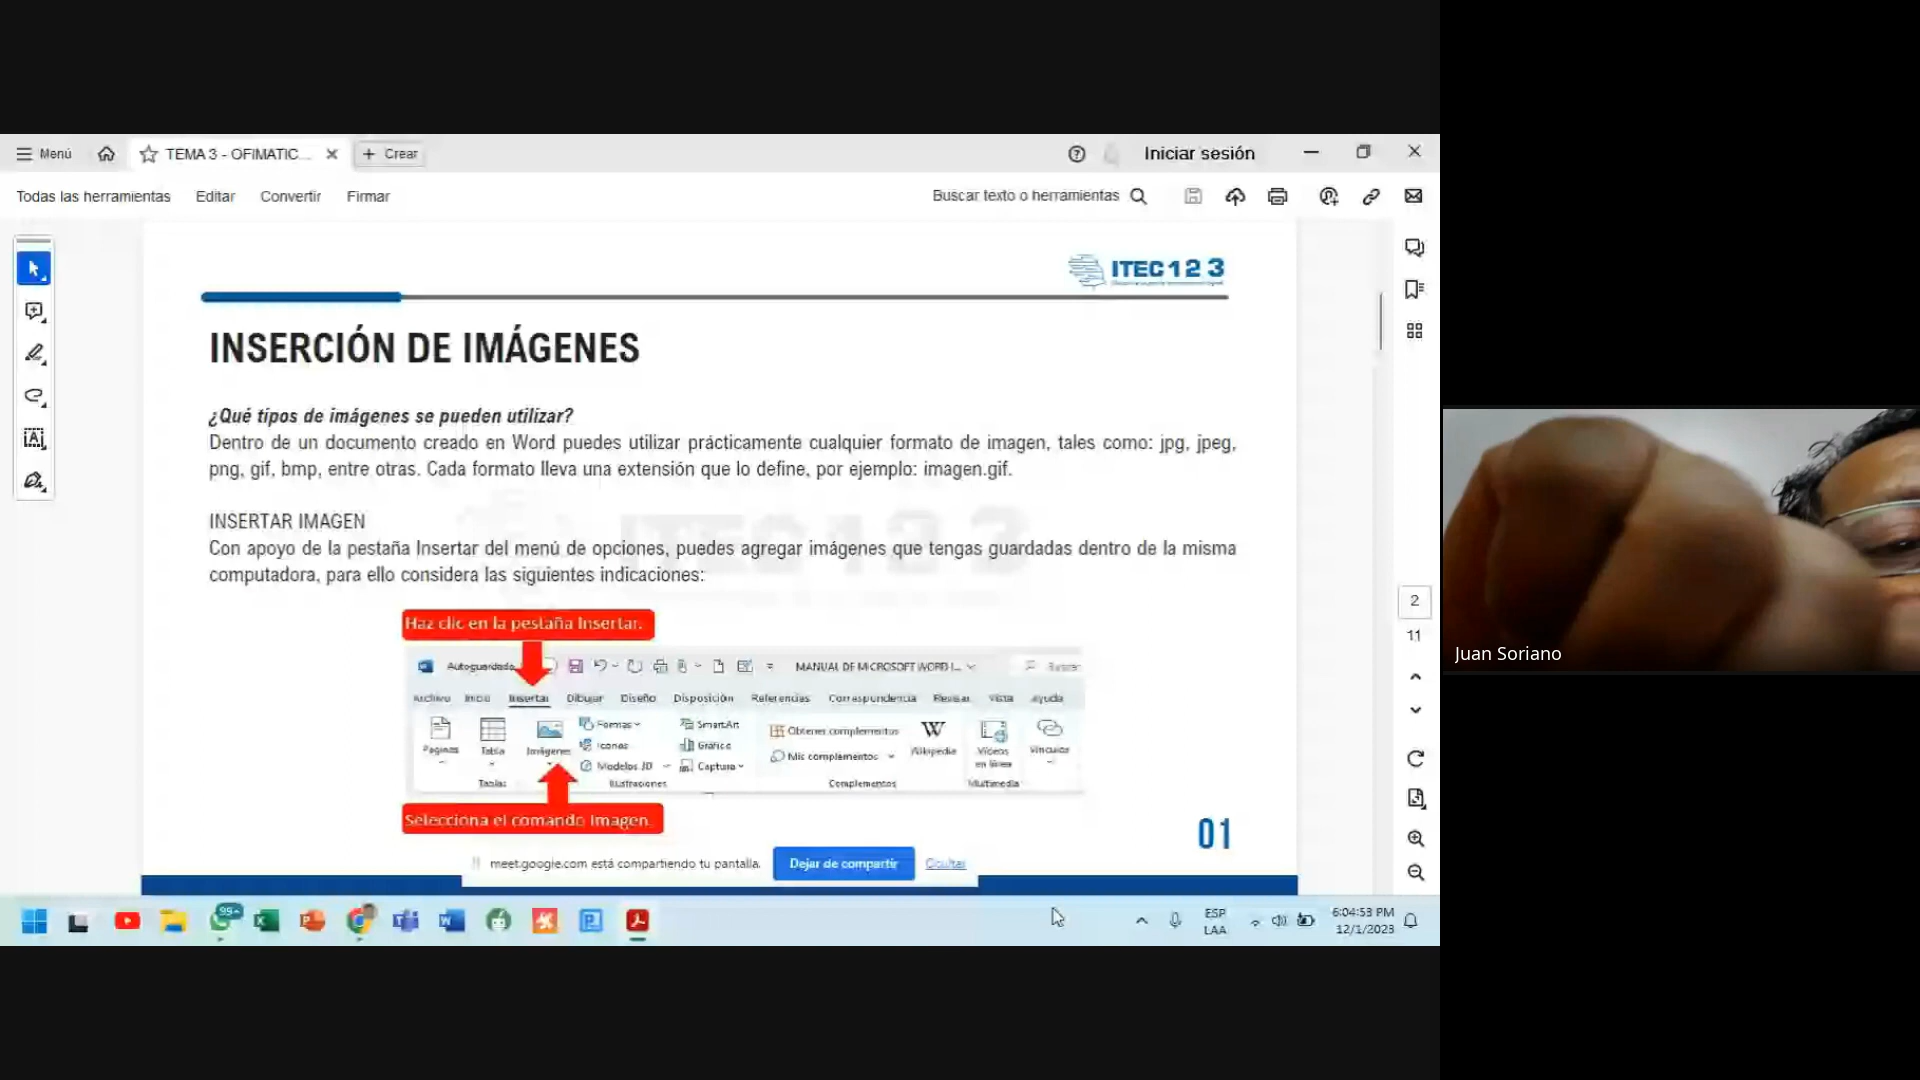 Menú
TEMA 3 - OFIMATIC...
Crear
Iniciar sesión
Todas las herramientas
Editar
Convertir
Firmar
Buscar texto o herramientas
ITEC 1 2 3
INSERCIÓN DE IMÁGENES
¿Qué tipos de imágenes se pueden utilizar?
Dentro de un documento creado en Word puedes utilizar prácticamente cualquier formato de imagen, tales como: jpg, jpeg,
png, gif, bmp, entre otras. Cada formato lleva una extensión que lo define, por ejemplo: imagen.gif.
INSERTAR IMAGEN
Con apoyo de la pestaña Insertar del menú de opciones, puedes agregar imágenes que tengas guardadas dentro de la misma
computadora, para ello considera las siguientes indicaciones:
ITEC 1 2 3
Haz clic en la pestaña Insertar.
Autoguardado
MANUAL DE MICROSOFT WORD I...
Buscar
Archivo Inicio Insertar Dibujar Diseño Disposición Referencias Correspondencia Revisar Vista Ayuda
Páginas
Tabla
Imágenes
Formas
Iconos
Modelos 3D
SmartArt
Gráfico
Captura
Obtener complementos
Mis complementos
Wikipedia
Vídeos
en línea
Vínculos
Tablas
Ilustraciones
Complementos
Multimedia
Selecciona el comando Imagen.
01
2
11
meet.google.com está compartiendo tu pantalla.
Dejar de compartir
Ocultar
99+
ESP
LAA
6:04:53 PM
12/1/2023
Juan Soriano